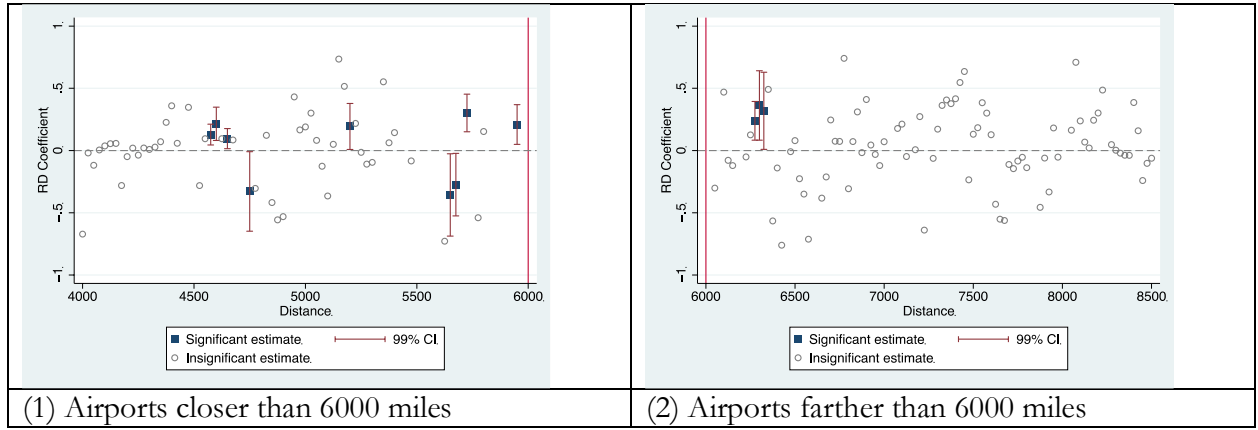 1.
.5
0.
-.5
-1.
RD Coefficient
4000
4500
5000
5500
6000.
Distance.
Significant estimate.
99% CI.
Insignificant estimate.
(1) Airports closer than 6000 miles
1.
.5
0.
-.5
-1.
RD Coefficient
6000
6500
7000
7500
8000
8500.
Distance.
Significant estimate.
99% CI.
Insignificant estimate.
(2) Airports farther than 6000 miles